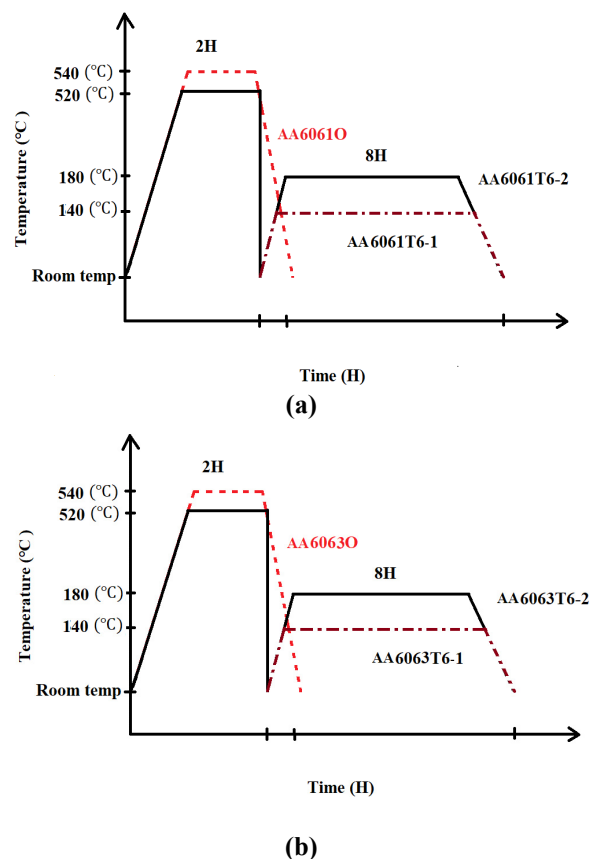 2H
540 (℃)
520 (℃)
AA6061O
8H
180 (℃)
AA6061T6-2
140 (℃)
AA6061T6-1
Room temp
Temperature (℃ )
Time (H)
(a)
2H
540 (℃)
520 (℃)
AA6063O
8H
180 (℃)
AA6063T6-2
140 (℃)
AA6063T6-1
Room temp
Temperature (℃ )
Time (H)
(b)